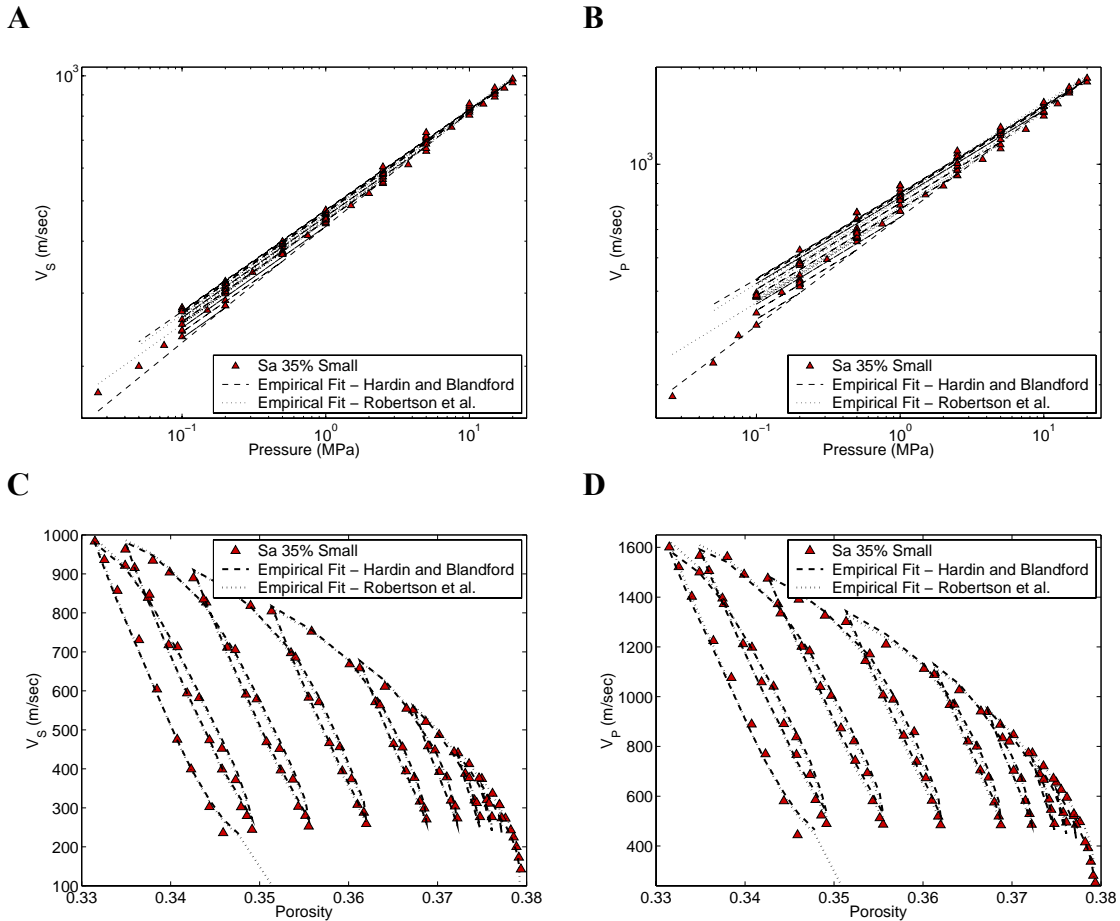 A
B
10³
V_S (m/sec)
Sa 35% Small
Empirical Fit − Hardin and Blandford
Empirical Fit − Robertson et al.
10⁻¹ 10⁰ 10¹
Pressure (MPa)
10³
V_P (m/sec)
Sa 35% Small
Empirical Fit − Hardin and Blandford
Empirical Fit − Robertson et al.
10⁻¹ 10⁰ 10¹
Pressure (MPa)
C
D
1000
900
800
700
600
500
400
300
200
100
V_S (m/sec)
Sa 35% Small
Empirical Fit − Hardin and Blandford
Empirical Fit − Robertson et al.
0.33 0.34 0.35 0.36 0.37 0.38
Porosity
1600
1400
1200
1000
800
600
400
V_P (m/sec)
Sa 35% Small
Empirical Fit − Hardin and Blandford
Empirical Fit − Robertson et al.
0.33 0.34 0.35 0.36 0.37 0.38
Porosity